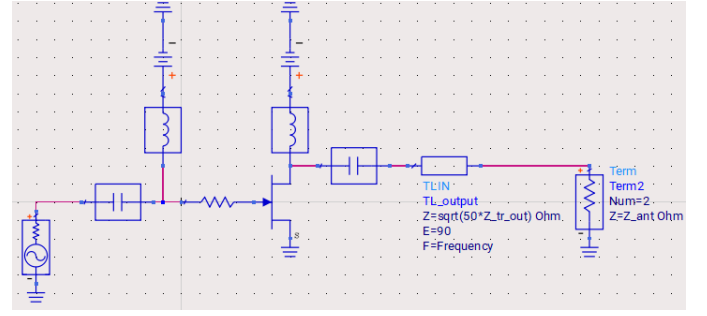 TLIN
TL_output
Z=sqrt(50*Z_tr_out) Ohm
E=90
F=Frequency
Term
Term2
Num=2
Z=Z_ant Ohm
s